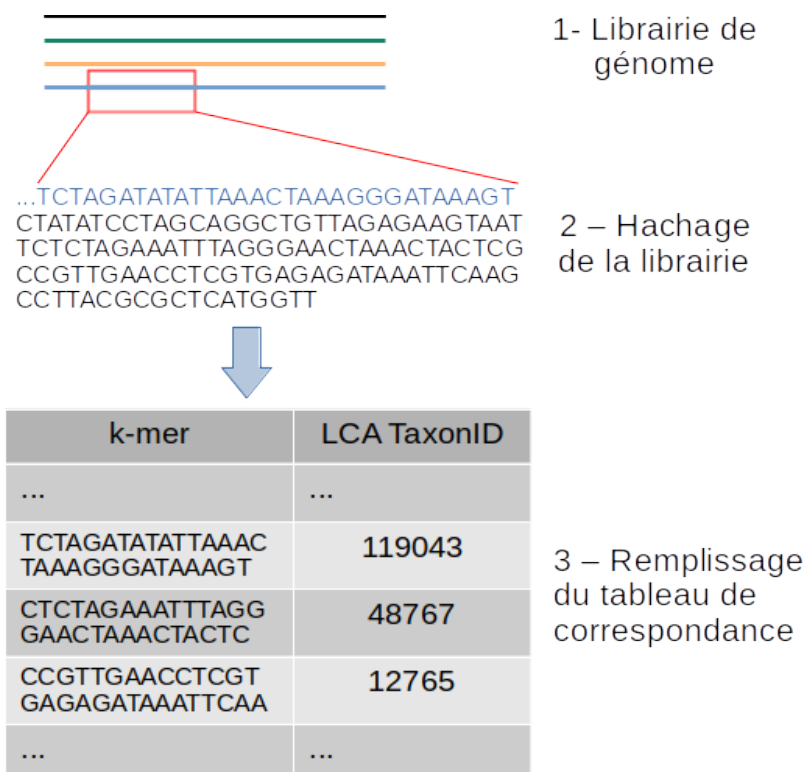 1- Librairie de
génome
...TCTAGATATATTAAACTAAAGGGATAAAGT
CTATATCCTAGCAGGCTGTTAGAGAAGTAAT
TCTCTAGAAATTTAGGGAACTAAACTACTCG
CCGTTGAACCTCGTGAGAGATAAATTCAAG
CCTTACGCGCTCATGGTT
2 – Hachage
de la librairie
k-mer LCA TaxonID
... ...
TCTAGATATATTAAAC
TAAAGGGATAAAGT
119043
CTCTAGAAATTTAGG
GAACTAAACTACTC
48767
CCGTTGAACCTCGT
GAGAGATAAATTCAA
12765
... ...
3 – Remplissage
du tableau de
correspondance